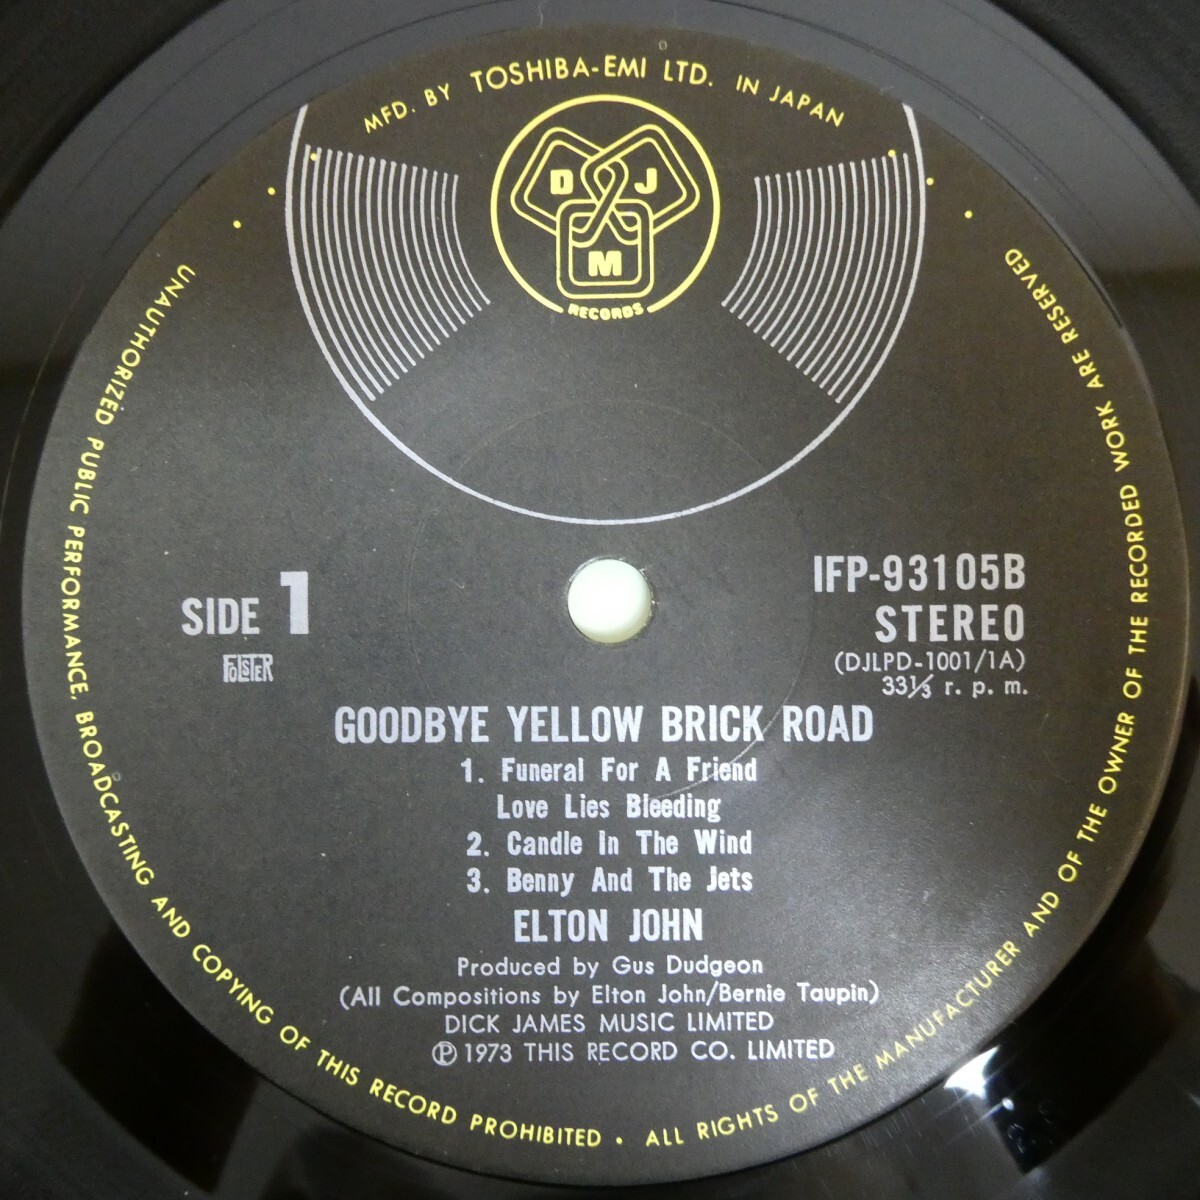 MFD. BY TOSHIBA-EMI LTD. IN JAPAN
D J
M
RECORDS
UNAUTHORIZED PUBLIC PERFORMANCE, BROADCASTING AND COPYING OF THIS RECORD PROHIBITED • ALL RIGHTS OF THE MANUFACTURER AND OF THE OWNER OF THE RECORDED WORK ARE RESERVED
SIDE 1
FOLSTER
IFP-93105B
STEREO
(DJLPD-1001/1A)
33⅓ r. p. m.
GOODBYE YELLOW BRICK ROAD
1. Funeral For A Friend
Love Lies Bleeding
2. Candle In The Wind
3. Benny And The Jets
ELTON JOHN
Produced by Gus Dudgeon
(All Compositions by Elton John/Bernie Taupin)
DICK JAMES MUSIC LIMITED
℗ 1973 THIS RECORD CO. LIMITED